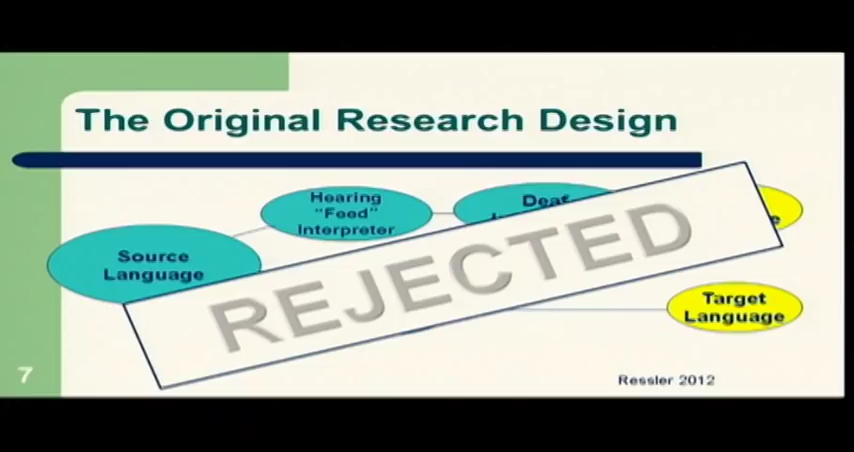 The Original Research Design
Hearing
"Feed"
Interpreter
Deaf
Source
Language
REJECTED
Target
Language
7
Ressler 2012